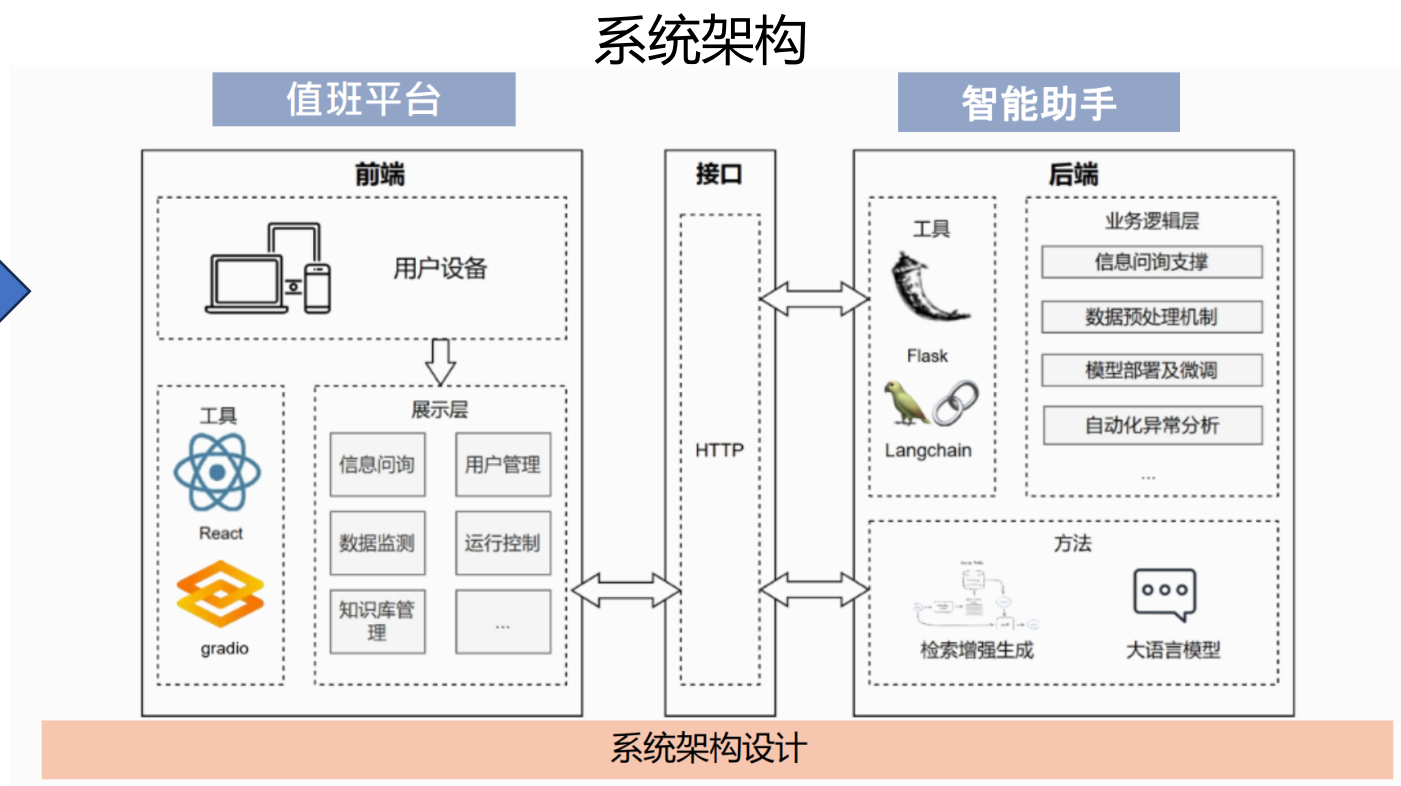 系统架构
值班平台
智能助手
前端
用户设备
工具
React
gradio
展示层
信息问询
用户管理
数据监测
运行控制
知识库管
理
...
接口
HTTP
后端
工具
Flask
Langchain
业务逻辑层
信息问询支撑
数据预处理机制
模型部署及微调
自动化异常分析
...
方法
检索增强生成
大语言模型
系统架构设计